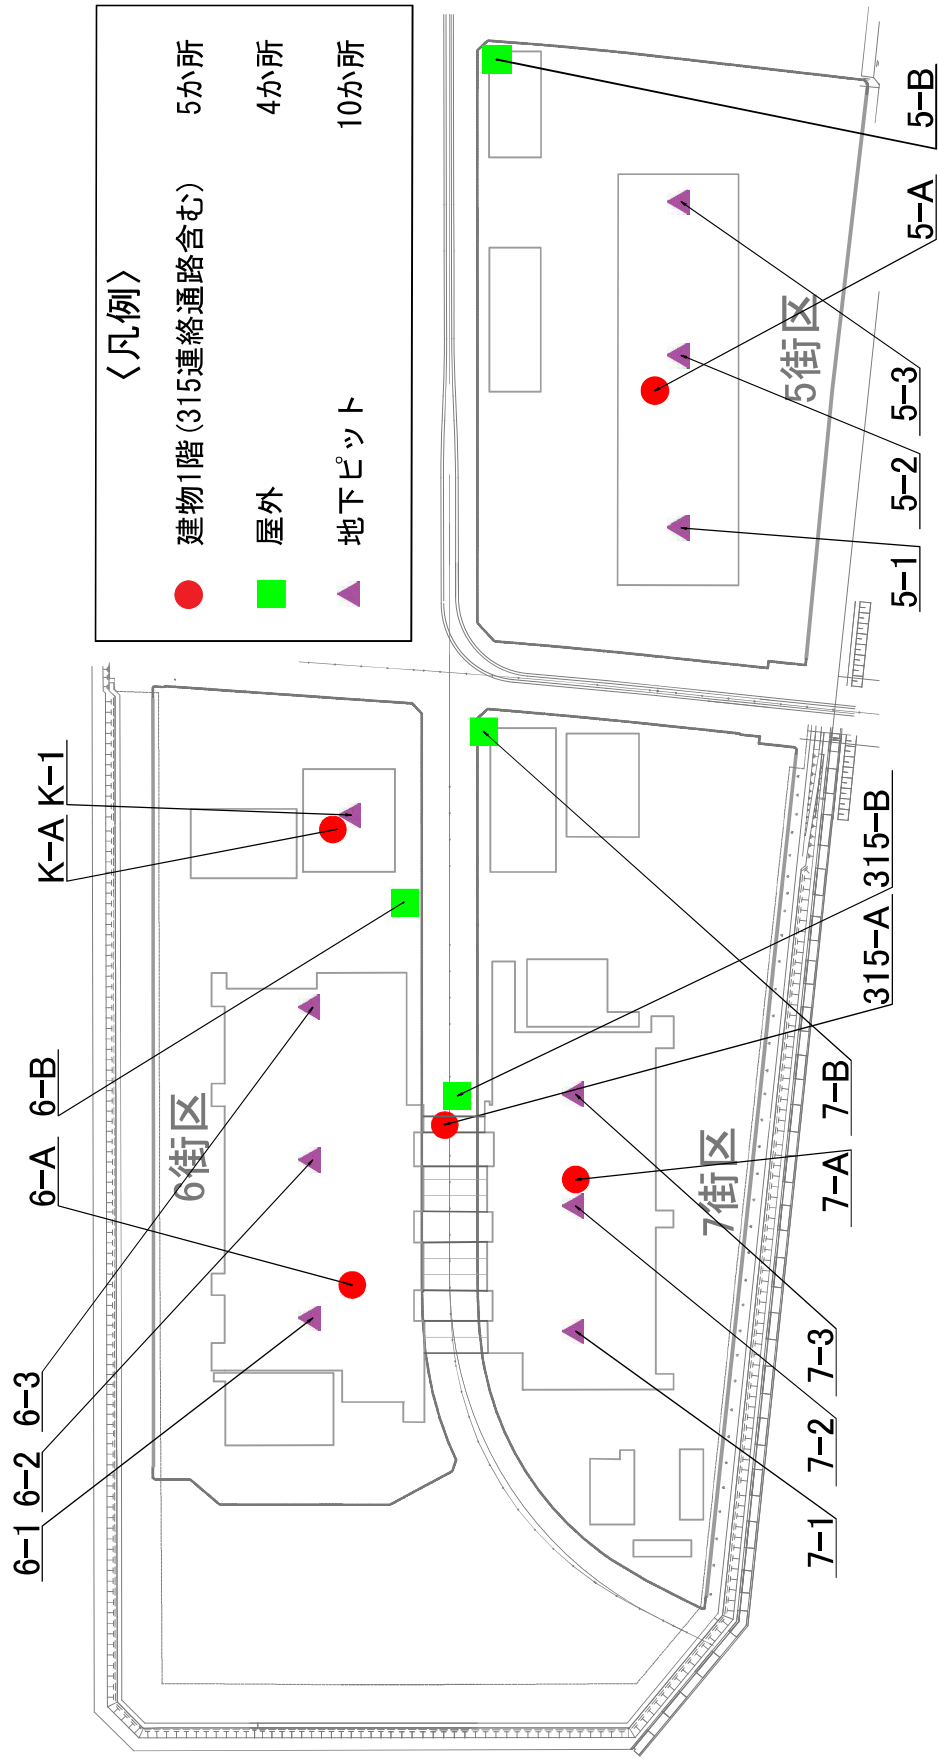 〈凡例〉
建物1階(315連絡通路含む) 5か所
屋外 4か所
地下ピット 10か所
6-1
6-2
6-3
6-A
6-B
K-A
K-1
6街区
7街区
5街区
7-1
7-2
7-3
7-A
7-B
315-A
315-B
5-1
5-2
5-3
5-A
5-B